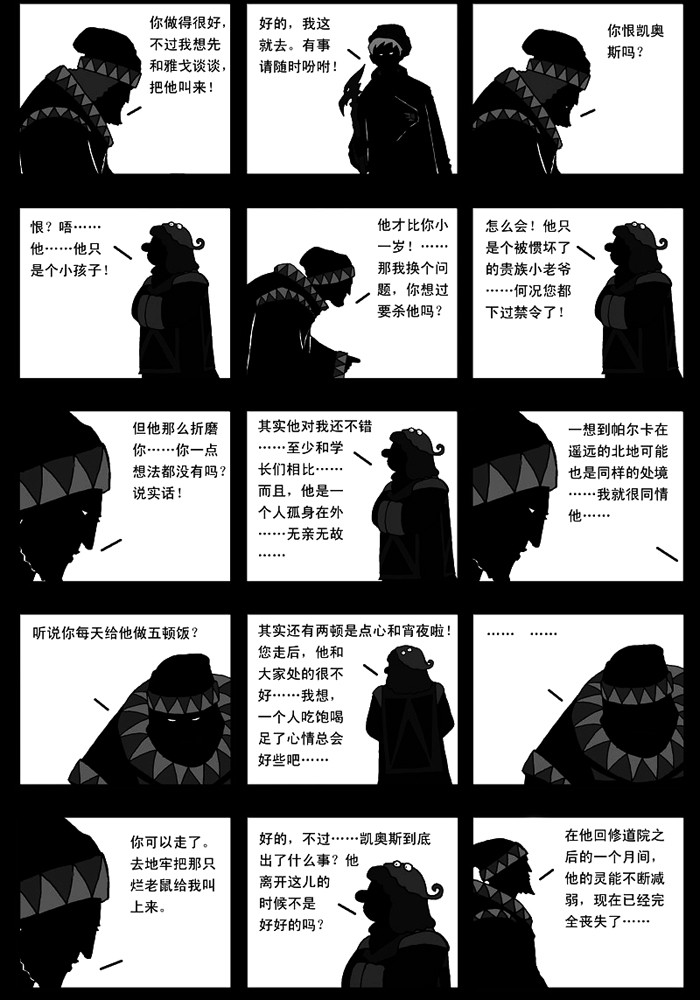 你做得很好，
不过我想先
和雅戈谈谈，
把他叫来！
好的，我这
就去。有事
请随时吩咐！
你恨凯奥
斯吗？
恨？唔……
他……他只
是个小孩子！
他才比你小
一岁！……
那我换个问
题，你想过
要杀他吗？
怎么会！他只
是个被惯坏了
的贵族小老爷
……何况您都
下过禁令了！
但他那么折磨
你……你一点
想法都没有吗？
说实话！
其实他对我还不错
……至少和学
长们相比……
而且，他是一
个人孤身在外
……无亲无故
……
一想到帕尔卡在
遥远的北地可能
也是同样的处境
……我就很同情
他……
听说你每天给他做五顿饭？
其实还有两顿是点心和宵夜啦！
您走后，他和
大家处的很不
好……我想，
一个人吃饱喝
足了心情总会
好些吧……
…… ……
你可以走了。
去地牢把那只
烂老鼠给我叫
上来。
好的，不过……凯奥斯到底
出了什么事？他
离开这儿的
时候不是
好好的吗？
在他回修道院之
后的一个月间，
他的灵能不断减
弱，现在已经完
全丧失了……